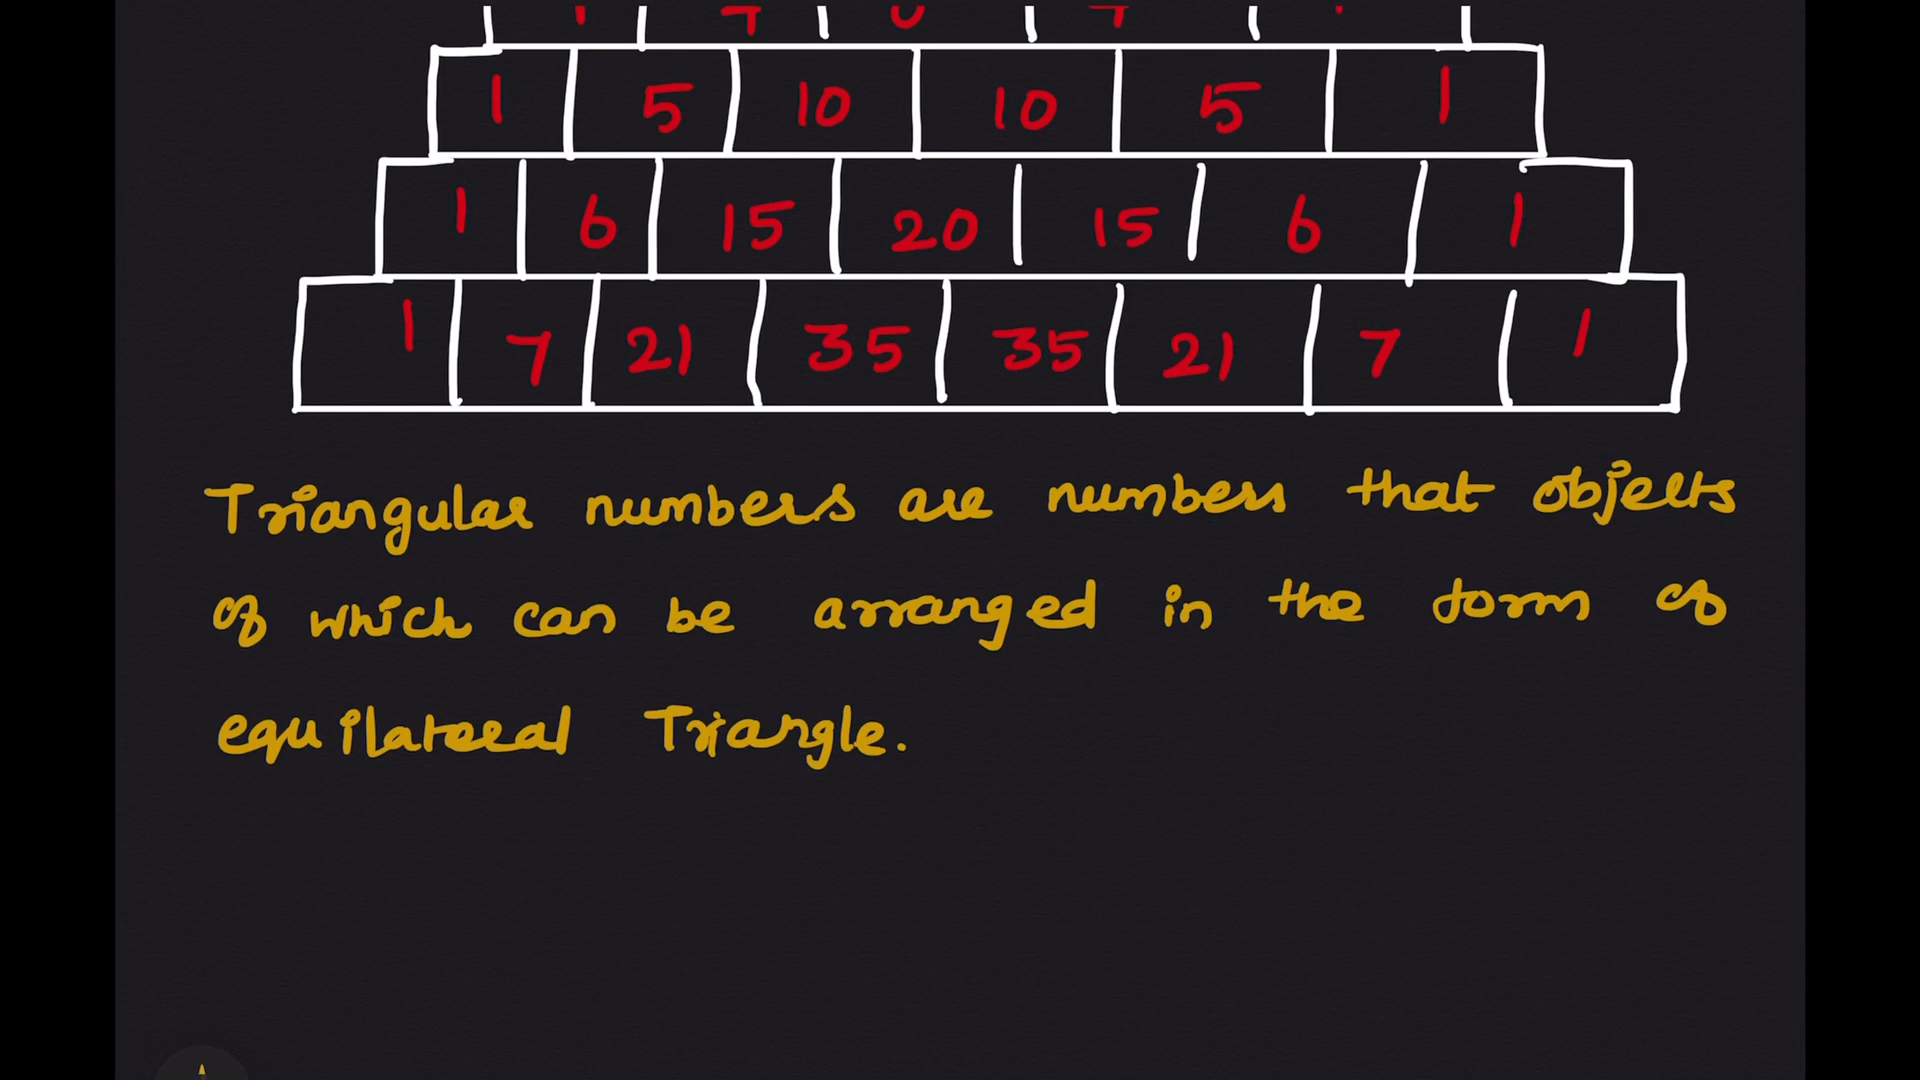 1 5 10 10 5 1
1 6 15 20 15 6 1
1 7 21 35 35 21 7 1
Triangular numbers are numbers that objects
of which can be arranged in the form of
equilateral Triangle.